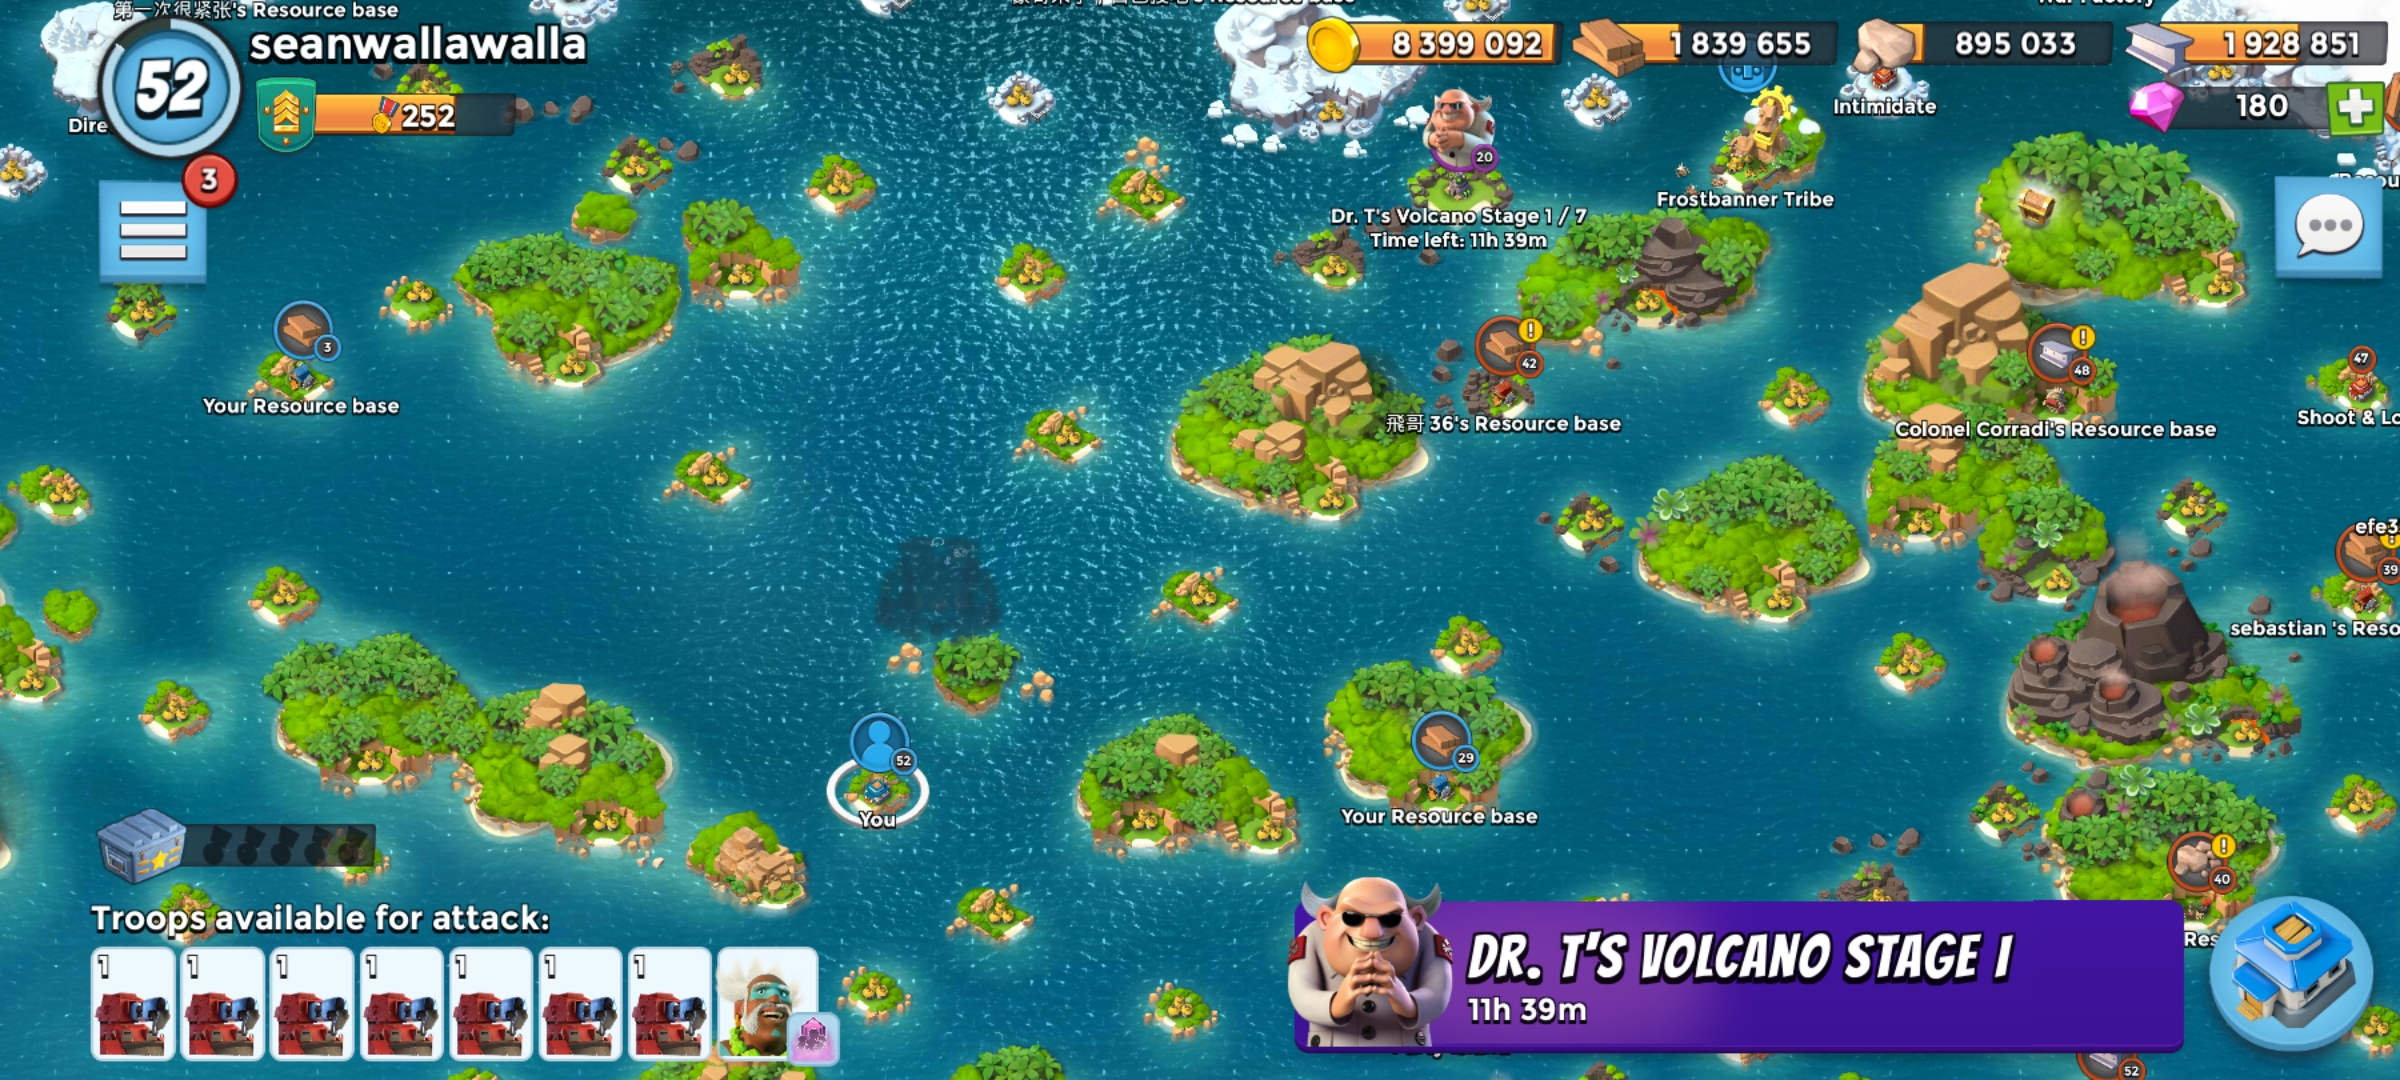 第一次很紧张's Resource base
seanwallawalla
52
252
3
8 399 092
1 839 655
895 033
1 928 851
180
Intimidate
20
Frostbanner Tribe
Dr. T's Volcano Stage 1 / 7
Time left: 11h 39m
3
Your Resource base
42
飛哥 36's Resource base
48
Colonel Corradi's Resource base
47
Shoot &
efe3
39
sebastian 's
52
You
29
Your Resource base
40
Troops available for attack:
1
1
1
1
1
1
1
DR. T'S VOLCANO STAGE I
11h 39m
52